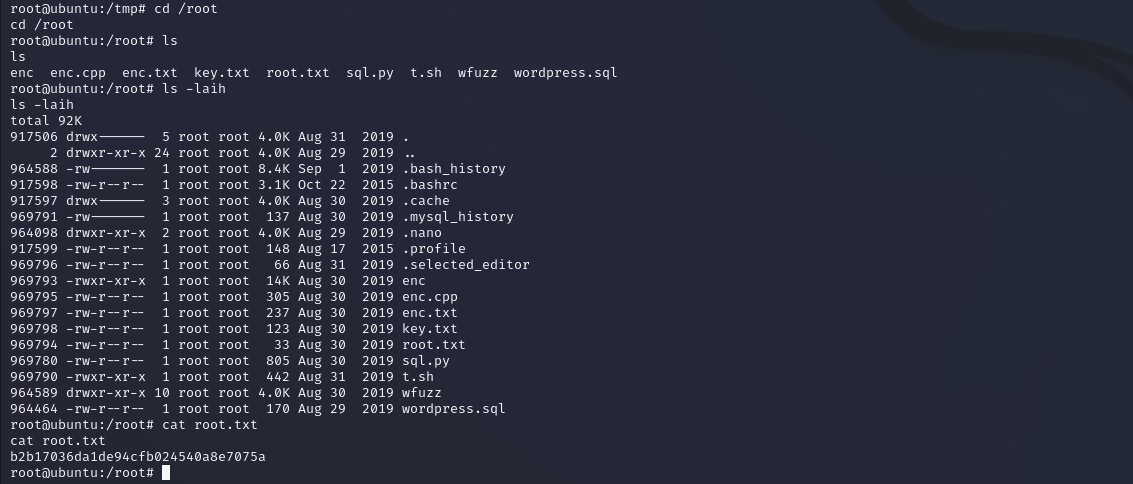 root@ubuntu:/tmp# cd /root
cd /root
root@ubuntu:/root# ls
ls
enc  enc.cpp  enc.txt  key.txt  root.txt  sql.py  t.sh  wfuzz  wordpress.sql
root@ubuntu:/root# ls -laih
ls -laih
total 92K
917506 drwx------  5 root root 4.0K Aug 31  2019 .
     2 drwxr-xr-x 24 root root 4.0K Aug 29  2019 ..
964588 -rw-------  1 root root 8.4K Sep  1  2019 .bash_history
917598 -rw-r--r--  1 root root 3.1K Oct 22  2015 .bashrc
917597 drwx------  3 root root 4.0K Aug 30  2019 .cache
969791 -rw-------  1 root root  137 Aug 30  2019 .mysql_history
964098 drwxr-xr-x  2 root root 4.0K Aug 29  2019 .nano
917599 -rw-r--r--  1 root root  148 Aug 17  2015 .profile
969796 -rw-r--r--  1 root root   66 Aug 31  2019 .selected_editor
969793 -rwxr-xr-x  1 root root  14K Aug 30  2019 enc
969795 -rw-r--r--  1 root root  305 Aug 30  2019 enc.cpp
969797 -rw-r--r--  1 root root  237 Aug 30  2019 enc.txt
969798 -rw-r--r--  1 root root  123 Aug 30  2019 key.txt
969794 -rw-r--r--  1 root root   33 Aug 30  2019 root.txt
969780 -rw-r--r--  1 root root  805 Aug 30  2019 sql.py
969790 -rwxr-xr-x  1 root root  442 Aug 31  2019 t.sh
964589 drwxr-xr-x 10 root root 4.0K Aug 30  2019 wfuzz
964464 -rw-r--r--  1 root root  170 Aug 29  2019 wordpress.sql
root@ubuntu:/root# cat root.txt
cat root.txt
b2b17036da1de94cfb024540a8e7075a
root@ubuntu:/root#